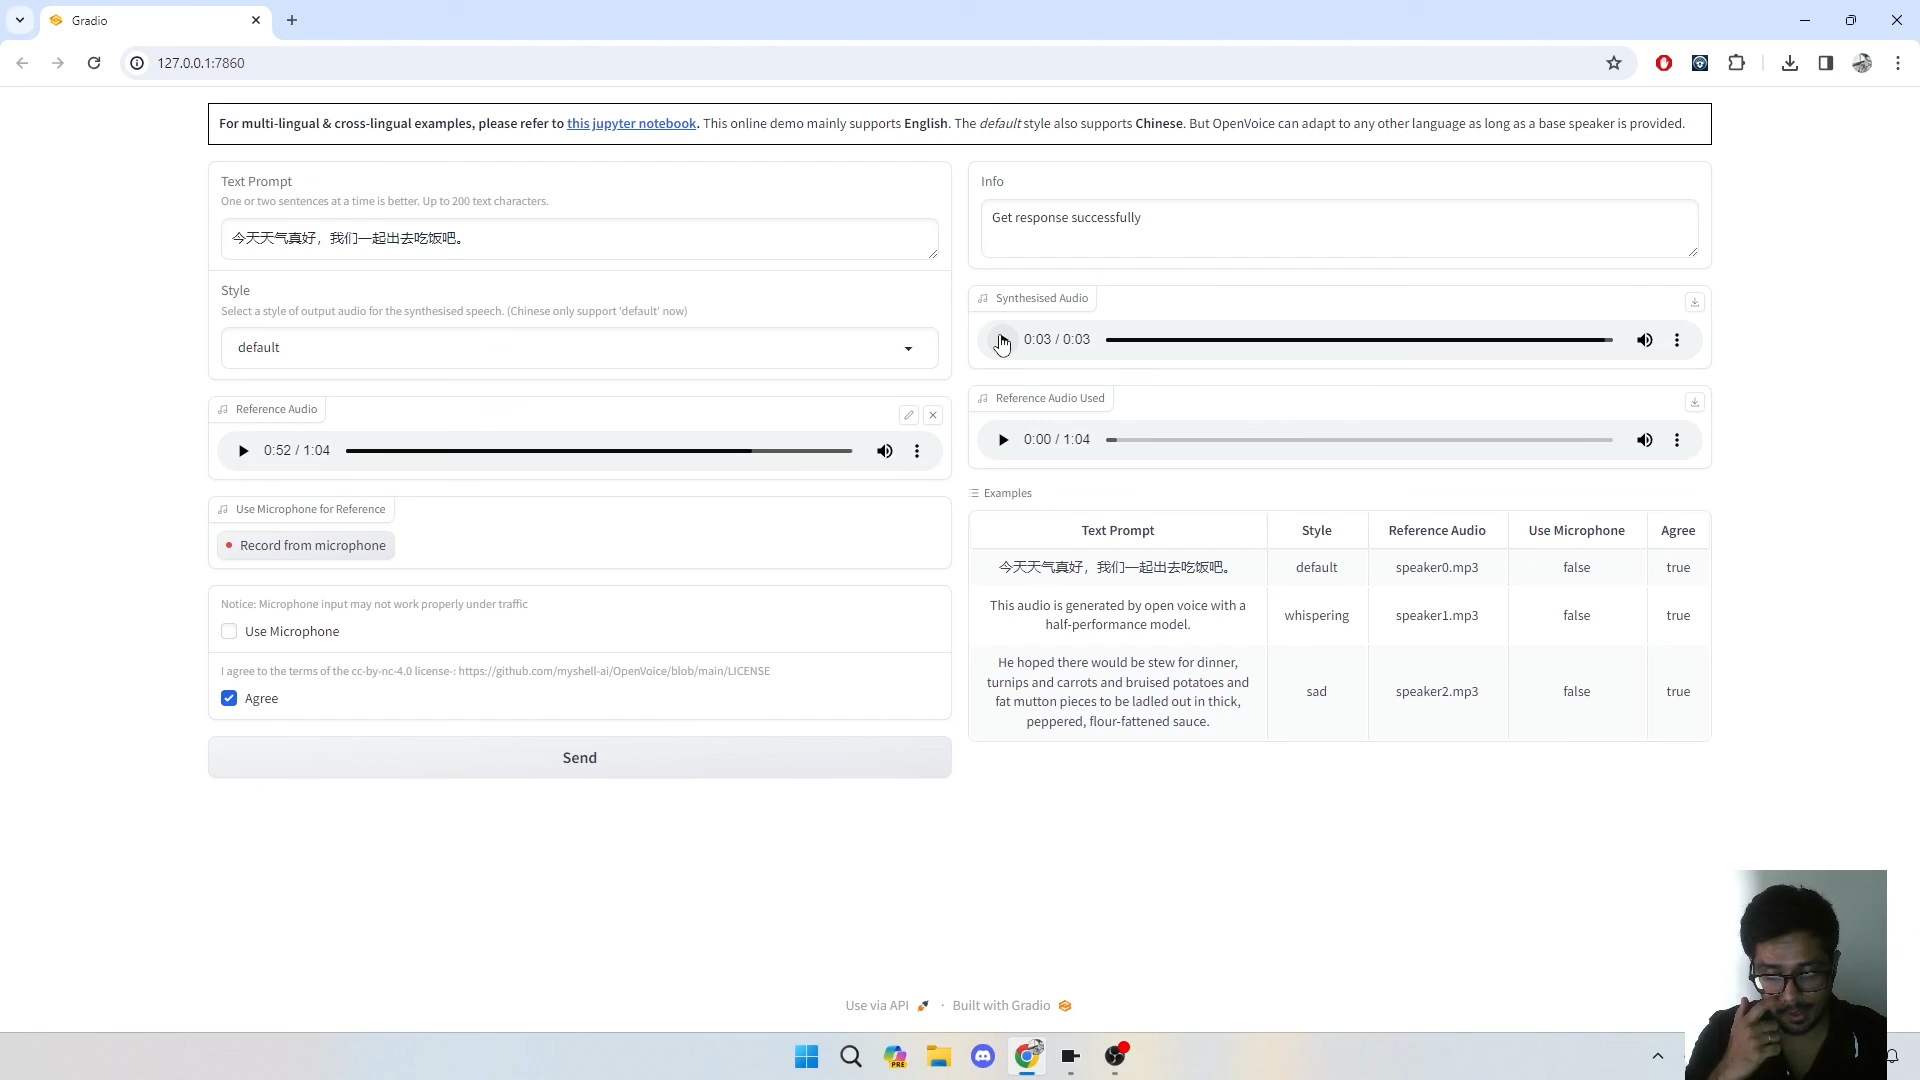 Gradio
127.0.0.1:7860
For multi-lingual & cross-lingual examples, please refer to this jupyter notebook. This online demo mainly supports English. The default style also supports Chinese. But OpenVoice can adapt to any other language as long as a base speaker is provided.
Text Prompt
One or two sentences at a time is better. Up to 200 text characters.
今天天气真好，我们一起出去吃饭吧。
Style
Select a style of output audio for the synthesised speech. (Chinese only support 'default' now)
default
Reference Audio
0:52 / 1:04
Use Microphone for Reference
Record from microphone
Notice: Microphone input may not work properly under traffic
Use Microphone
I agree to the terms of the cc-by-nc-4.0 license-: https://github.com/myshell-ai/OpenVoice/blob/main/LICENSE
Agree
Send
Info
Get response successfully
Synthesised Audio
0:03 / 0:03
Reference Audio Used
0:00 / 1:04
Examples
Text Prompt Style Reference Audio Use Microphone Agree
今天天气真好，我们一起出去吃饭吧。 default speaker0.mp3 false true
This audio is generated by open voice with a
half-performance model.
whispering speaker1.mp3 false true
He hoped there would be stew for dinner,
turnips and carrots and bruised potatoes and
fat mutton pieces to be ladled out in thick,
peppered, flour-fattened sauce.
sad speaker2.mp3 false true
Use via API · Built with Gradio
PRE